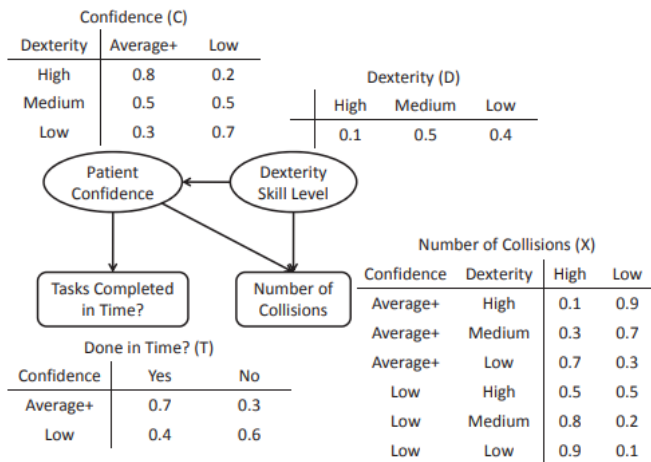 Confidence (C)
Dexterity Average+ Low
High 0.8 0.2
Medium 0.5 0.5
Low 0.3 0.7
Dexterity (D)
High Medium Low
0.1 0.5 0.4
Patient
Confidence
Dexterity
Skill Level
Tasks Completed
in Time?
Number of
Collisions
Number of Collisions (X)
Confidence Dexterity High Low
Average+ High 0.1 0.9
Average+ Medium 0.3 0.7
Average+ Low 0.7 0.3
Low High 0.5 0.5
Low Medium 0.8 0.2
Low Low 0.9 0.1
Done in Time? (T)
Confidence Yes No
Average+ 0.7 0.3
Low 0.4 0.6